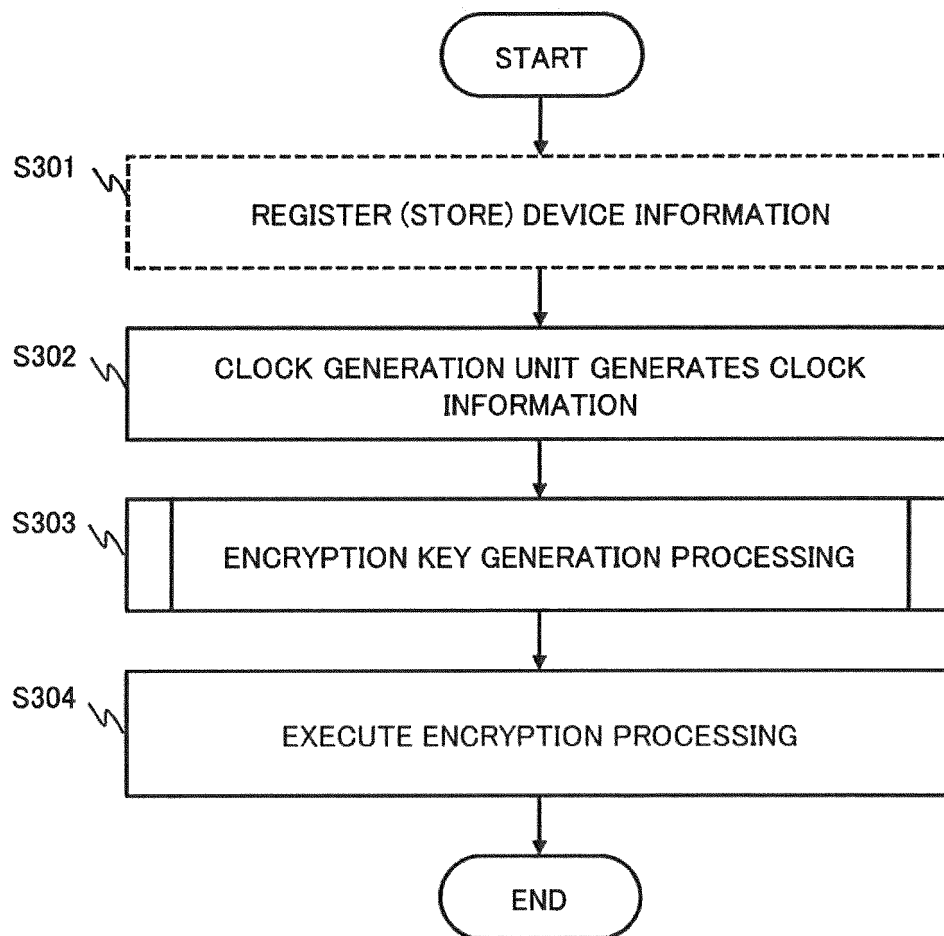 START
S301
REGISTER (STORE) DEVICE INFORMATION
S302
CLOCK GENERATION UNIT GENERATES CLOCK
INFORMATION
S303
ENCRYPTION KEY GENERATION PROCESSING
S304
EXECUTE ENCRYPTION PROCESSING
END